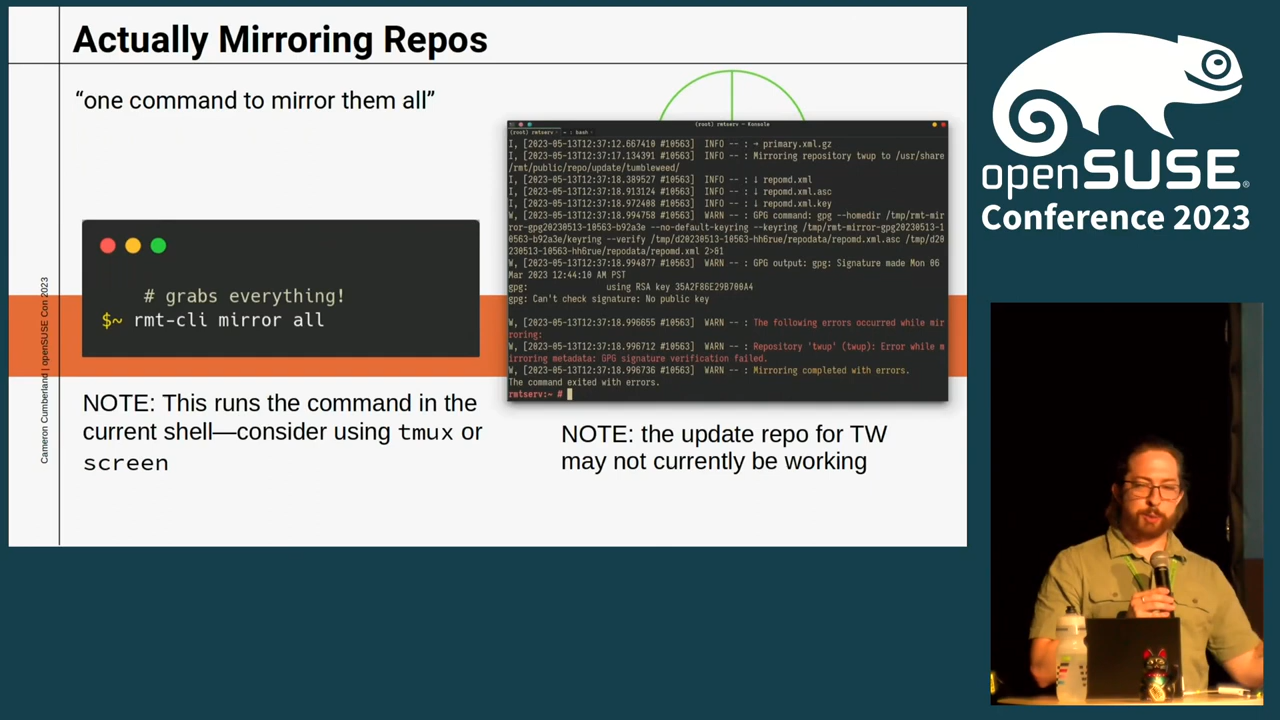 Actually Mirroring Repos
“one command to mirror them all”
# grabs everything!
$~ rmt-cli mirror all
NOTE: This runs the command in the
current shell—consider using tmux or
screen
Cameron Cumberland | openSUSE Con 2023
(root) rmtserv — Konsole
(root) rmtserv
~ : bash
I, [2023-05-13T12:37:12.667410 #10563]  INFO -- : → primary.xml.gz
I, [2023-05-13T12:37:17.134391 #10563]  INFO -- : Mirroring repository twup to /usr/share
/rmt/public/repo/update/tumbleweed/
I, [2023-05-13T12:37:18.389527 #10563]  INFO -- : ↓ repomd.xml
I, [2023-05-13T12:37:18.913124 #10563]  INFO -- : ↓ repomd.xml.asc
I, [2023-05-13T12:37:18.972408 #10563]  INFO -- : ↓ repomd.xml.key
W, [2023-05-13T12:37:18.994758 #10563]  WARN -- : GPG command: gpg --homedir /tmp/rmt-mir
ror-gpg20230513-10563-b92a3e --no-default-keyring --keyring /tmp/rmt-mirror-gpg20230513-1
0563-b92a3e/keyring --verify /tmp/d20230513-10563-hh6rue/repodata/repomd.xml.asc /tmp/d20
230513-10563-hh6rue/repodata/repomd.xml 2>&1
W, [2023-05-13T12:37:18.994877 #10563]  WARN -- : GPG output: gpg: Signature made Mon 06
Mar 2023 12:44:10 AM PST
gpg:                using RSA key 35A2F86E29B700A4
gpg: Can't check signature: No public key
W, [2023-05-13T12:37:18.996655 #10563]  WARN -- : The following errors occurred while mir
roring:
W, [2023-05-13T12:37:18.996712 #10563]  WARN -- : Repository 'twup' (twup): Error while m
irroring metadata: GPG signature verification failed.
W, [2023-05-13T12:37:18.996736 #10563]  WARN -- : Mirroring completed with errors.
The command exited with errors.
rmtserv:~ #
NOTE: the update repo for TW
may not currently be working
openSUSE®
Conference 2023